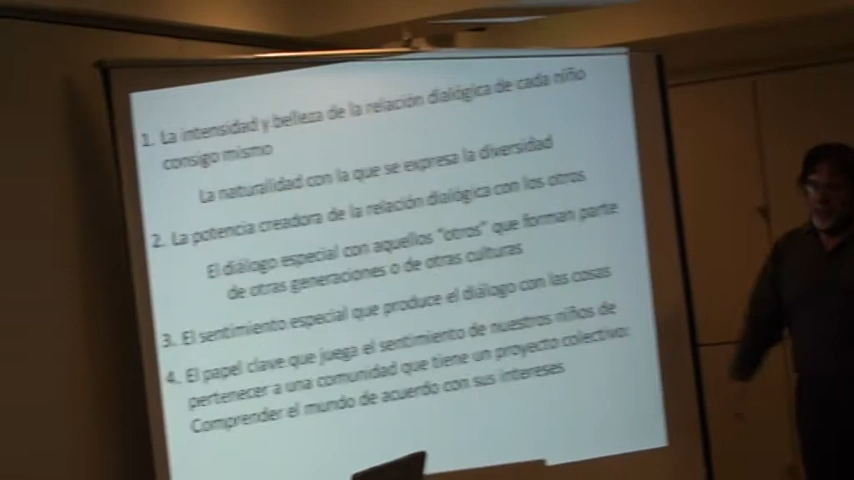 1. La intensidad y belleza de la relación dialógica de cada niño
consigo mismo
La naturalidad con la que se expresa la diversidad
2. La potencia creadora de la relación dialógica con los otros
El diálogo especial con aquellos "otros" que forman parte
de otras generaciones o de otras culturas
3. El sentimiento especial que produce el diálogo con las cosas
4. El papel clave que juega el sentimiento de nuestros niños de
pertenecer a una comunidad que tiene un proyecto colectivo:
Comprender el mundo de acuerdo con sus intereses